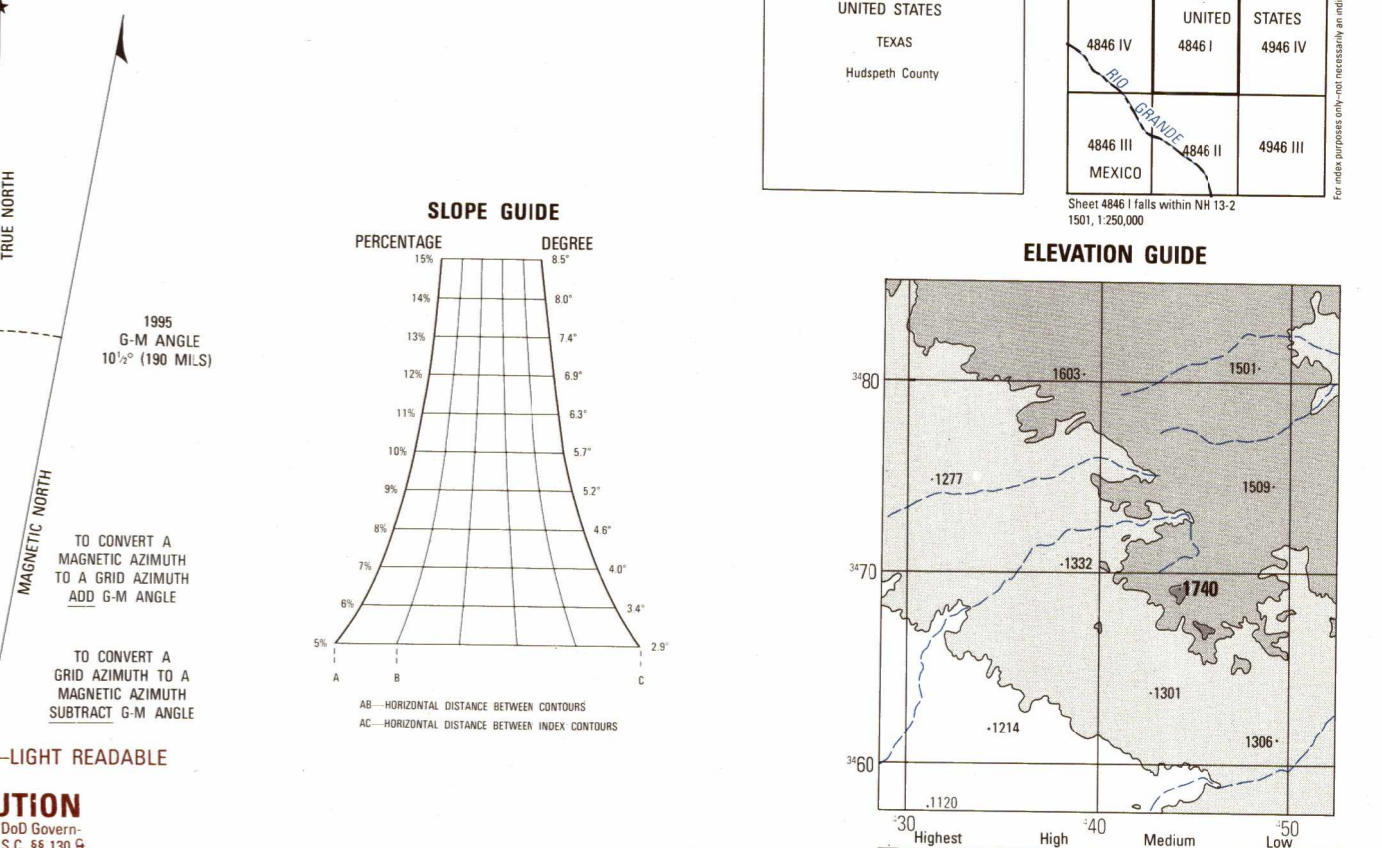 TRUE NORTH
MAGNETIC NORTH
1995
G-M ANGLE
10½° (190 MILS)
TO CONVERT A
MAGNETIC AZIMUTH
TO A GRID AZIMUTH
ADD G-M ANGLE
TO CONVERT A
GRID AZIMUTH TO A
MAGNETIC AZIMUTH
SUBTRACT G-M ANGLE
–LIGHT READABLE
DoD Govern-
S.C. §§ 130
SLOPE GUIDE
PERCENTAGE DEGREE
15% 8.5°
14% 8.0°
13% 7.4°
12% 6.9°
11% 6.3°
10% 5.7°
9% 5.2°
8% 4.6°
7% 4.0°
6% 3.4°
5% 2.9°
A B C
AB—HORIZONTAL DISTANCE BETWEEN CONTOURS
AC—HORIZONTAL DISTANCE BETWEEN INDEX CONTOURS
UNITED STATES
TEXAS
Hudspeth County
UNITED STATES
4846 IV 4846 I 4946 IV
RIO GRANDE
4846 III 4846 II 4946 III
MEXICO
For index purposes only–not necessarily an
Sheet 4846 I falls within NH 13-2
1501, 1:250,000
ELEVATION GUIDE
1603
1501
3480
1277
1509
1332
3470
1740
1301
1214
1306
3460
1120
30 40 50
Highest High Medium Low